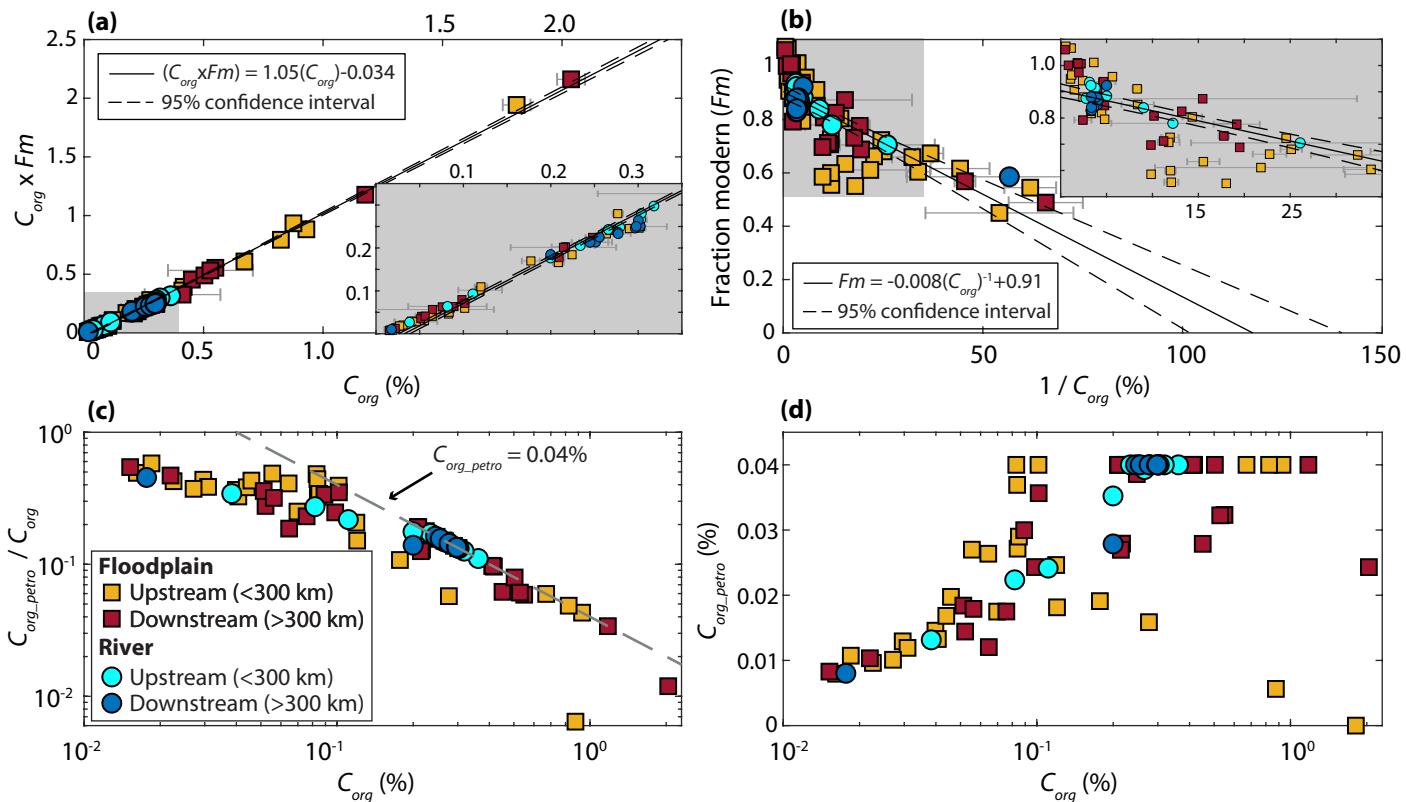 (a)
1.5
2.0
2.5
2.0
1.5
1.0
0.5
0
C_org x Fm
(C_org xFm) = 1.05(C_org)-0.034
95% confidence interval
0.1
0.2
0.3
0.2
0.1
0
0.5
1.0
C_org (%)
(b)
1
0.8
0.6
0.4
0.2
0
Fraction modern (Fm)
1.0
0.8
0.6
15
25
Fm = -0.008(C_org)^-1+0.91
95% confidence interval
0
50
100
150
1 / C_org (%)
(c)
10^0
10^-1
10^-2
C_org_petro / C_org
C_org_petro = 0.04%
Floodplain
Upstream (<300 km)
Downstream (>300 km)
River
Upstream (<300 km)
Downstream (>300 km)
10^-2
10^-1
10^0
C_org (%)
(d)
0.04
0.03
0.02
0.01
0
C_org_petro (%)
10^-2
10^-1
10^0
C_org (%)